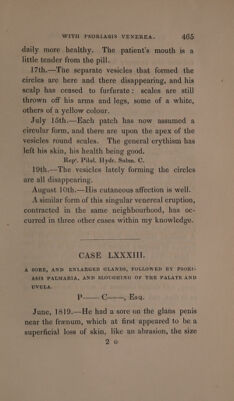 WITH PSORIASIS VENEREA. 465
daily more healthy. The patient's mouth is a
little tender from the pill.
17th.—The separate vesicles that formed the
circles are here and there disappearing, and his
scalp has ceased to furfurate: scales are still
thrown off his arms and legs, some of a white,
others of a yellow colour.
July 15th.—Each patch has now assumed a
circular form, and there are upon the apex of the
vesicles round scales. The general erythism has
left his skin, his health being good.
Repr. Pilul. Hydr. Subm. C.
19th.—The vesicles lately forming the circles
are all disappearing.
August 10th.—His cutaneous affection is well.
A similar form of this singular venereal eruption,
contracted in the same neighbourhood, has oc-
curred in three other cases within my knowledge.
CASE LXXXIII.
A SORE, AND ENLARGED GLANDS, FOLLOWED BY PSORI-
ASIS PALMARIA, AND SLOUGHING OF THE PALATE AND
UVULA.
P—— C——, Esq.
June, 1819.—He had a sore on the glans penis
near the frænum, which at first appeared to be a
superficial loss of skin, like an abrasion, the size
2 G